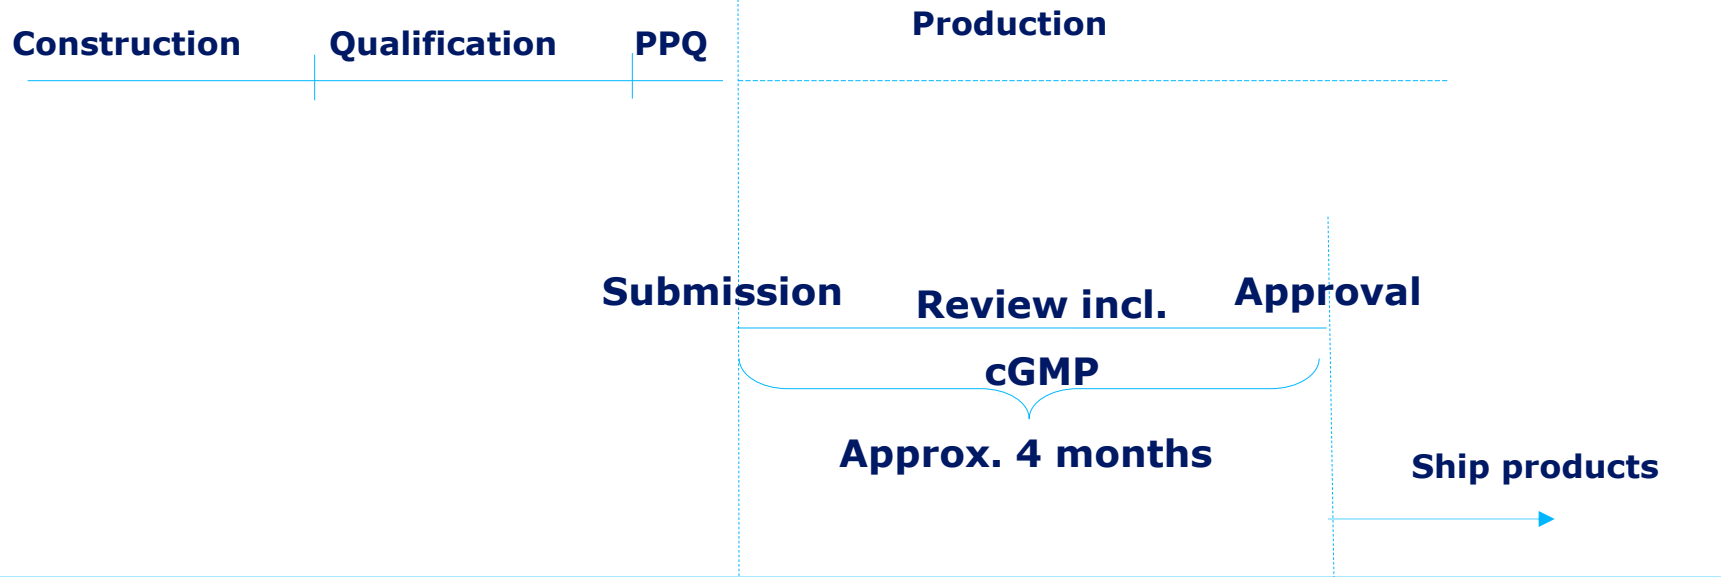 Production
Construction
Qualification
PPQ
Submission
Review incl.
cGMP
Approval
Approx. 4 months
Ship products